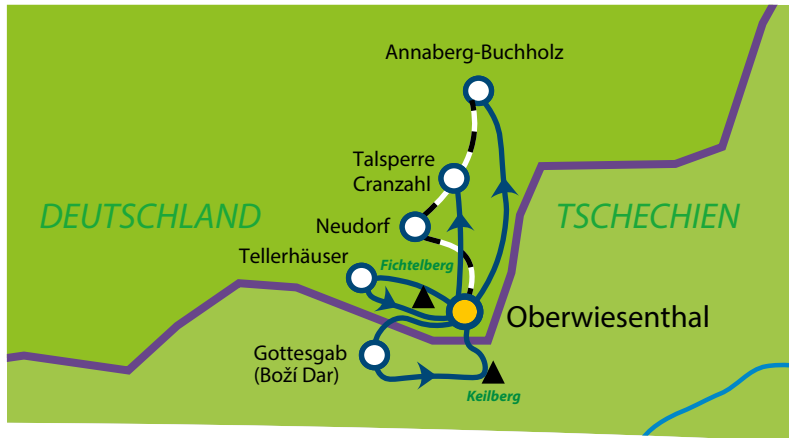 Annaberg-Buchholz
Talsperre
Cranzahl
DEUTSCHLAND
TSCHECHIEN
Neudorf
Tellerhäuser
Fichtelberg
Oberwiesenthal
Gottesgab
(Boží Dar)
Keilberg